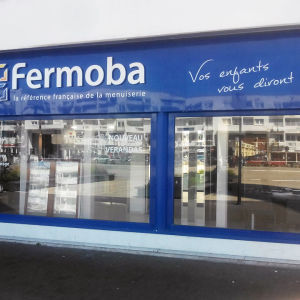 Fermoba
la référence française de la menuiserie
Vos enfants
vous diront
NOUVEAU
VERANDAS